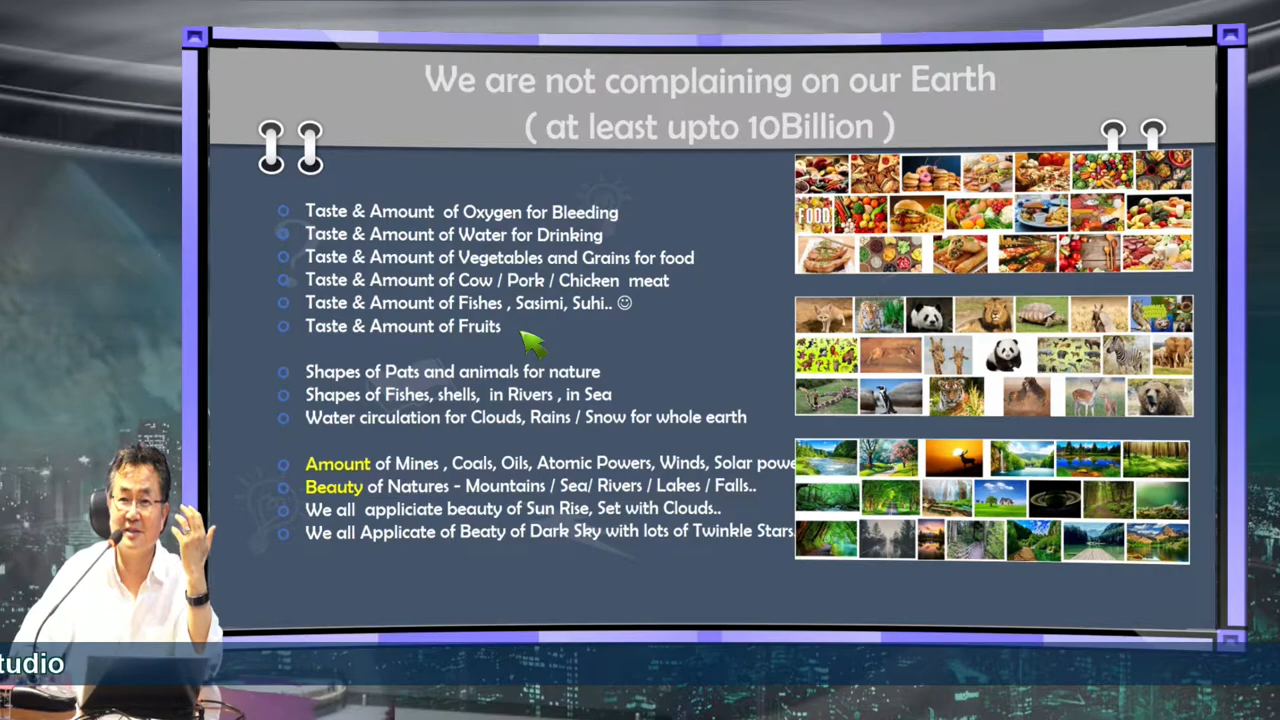 We are not complaining on our Earth
( at least upto 10Billion )
Taste & Amount of Oxygen for Bleeding
Taste & Amount of Water for Drinking
Taste & Amount of Vegetables and Grains for food
Taste & Amount of Cow / Pork / Chicken meat
Taste & Amount of Fishes , Sasimi, Suhi.. ☺
Taste & Amount of Fruits
Shapes of Pats and animals for nature
Shapes of Fishes, shells, in Rivers , in Sea
Water circulation for Clouds, Rains / Snow for whole earth
Amount of Mines , Coals, Oils, Atomic Powers, Winds, Solar powe
Beauty of Natures - Mountains / Sea/ Rivers / Lakes / Falls..
We all appliciate beauty of Sun Rise, Set with Clouds..
We all Applicate of Beaty of Dark Sky with lots of Twinkle Stars.
FOOD
tudio